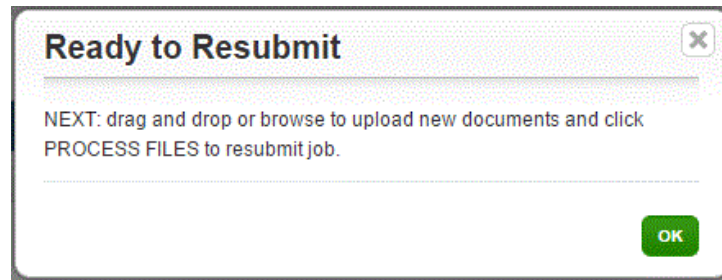 Ready to Resubmit
NEXT: drag and drop or browse to upload new documents and click
PROCESS FILES to resubmit job.
OK